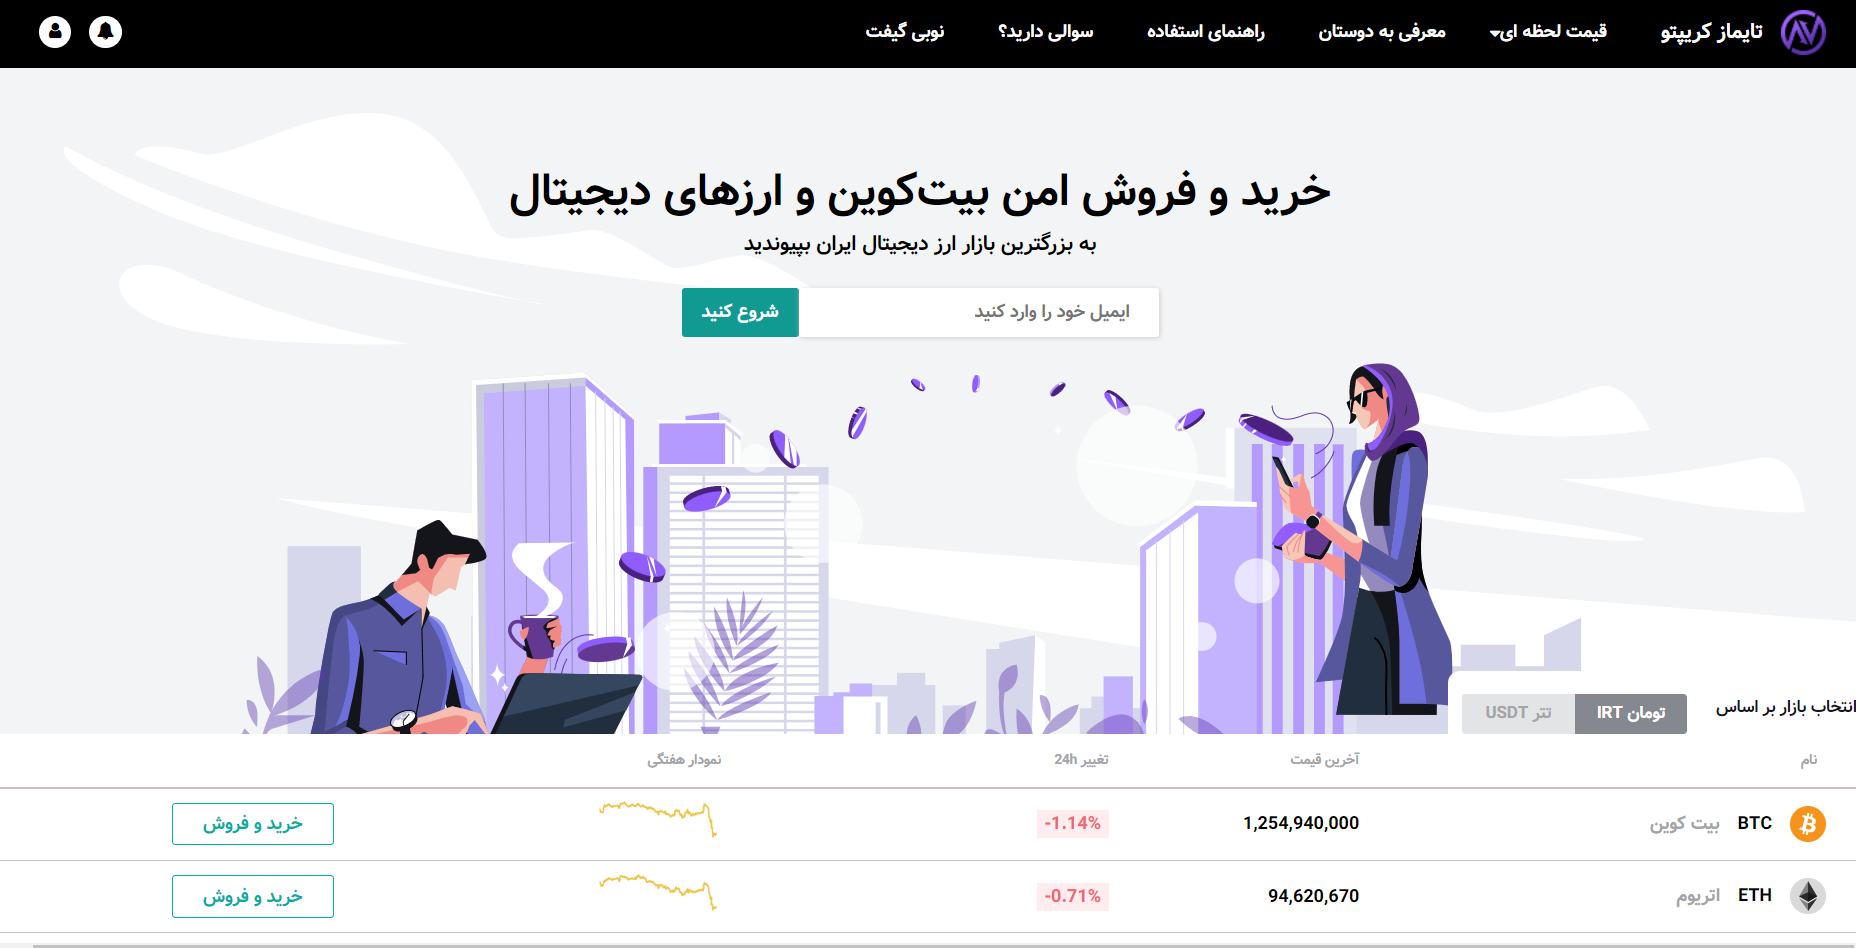 تایماز کریپتو
قیمت لحظه ای
معرفی به دوستان
راهنمای استفاده
سوالی دارید؟
نوبی گیفت
خرید و فروش امن بیت‌کوین و ارزهای دیجیتال
به بزرگترین بازار ارز دیجیتال ایران بپیوندید
ایمیل خود را وارد کنید
شروع کنید
انتخاب بازار بر اساس
تومان IRT
تتر USDT
نام
آخرین قیمت
تغییر 24h
نمودار هفتگی
BTC بیت کوین
1,254,940,000
-1.14%
خرید و فروش
ETH اتریوم
94,620,670
-0.71%
خرید و فروش